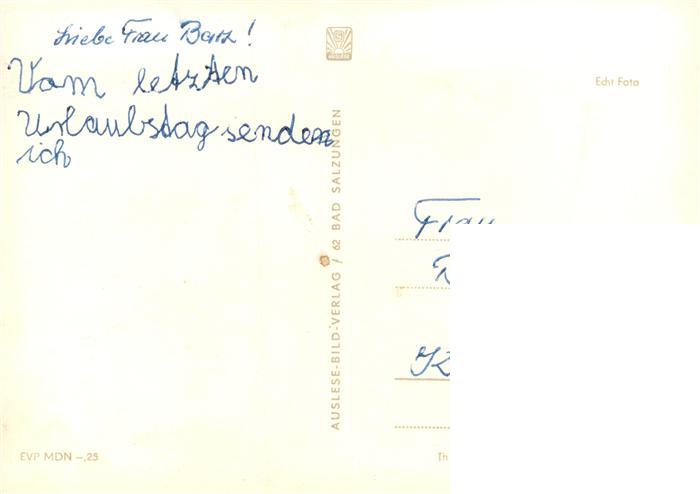 Liebe Frau Barz!
Vom letzten
Urlaubstag senden
ich
Echt Foto
AUSLESE-BILD-VERLAG / 62 BAD SALZUNGEN
Frau
EVP MDN -,25